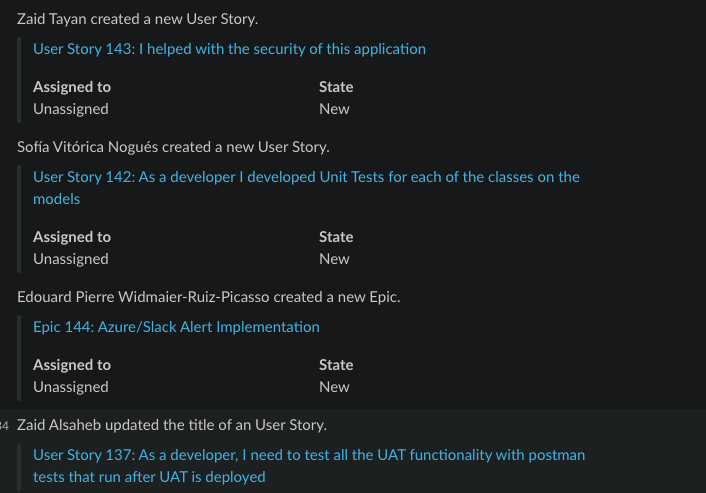 Zaid Tayan created a new User Story.
User Story 143: I helped with the security of this application
Assigned to State
Unassigned New
Sofía Vitórica Nogués created a new User Story.
User Story 142: As a developer I developed Unit Tests for each of the classes on the
models
Assigned to State
Unassigned New
Edouard Pierre Widmaier-Ruiz-Picasso created a new Epic.
Epic 144: Azure/Slack Alert Implementation
Assigned to State
Unassigned New
Zaid Alsaheb updated the title of an User Story.
User Story 137: As a developer, I need to test all the UAT functionality with postman
tests that run after UAT is deployed